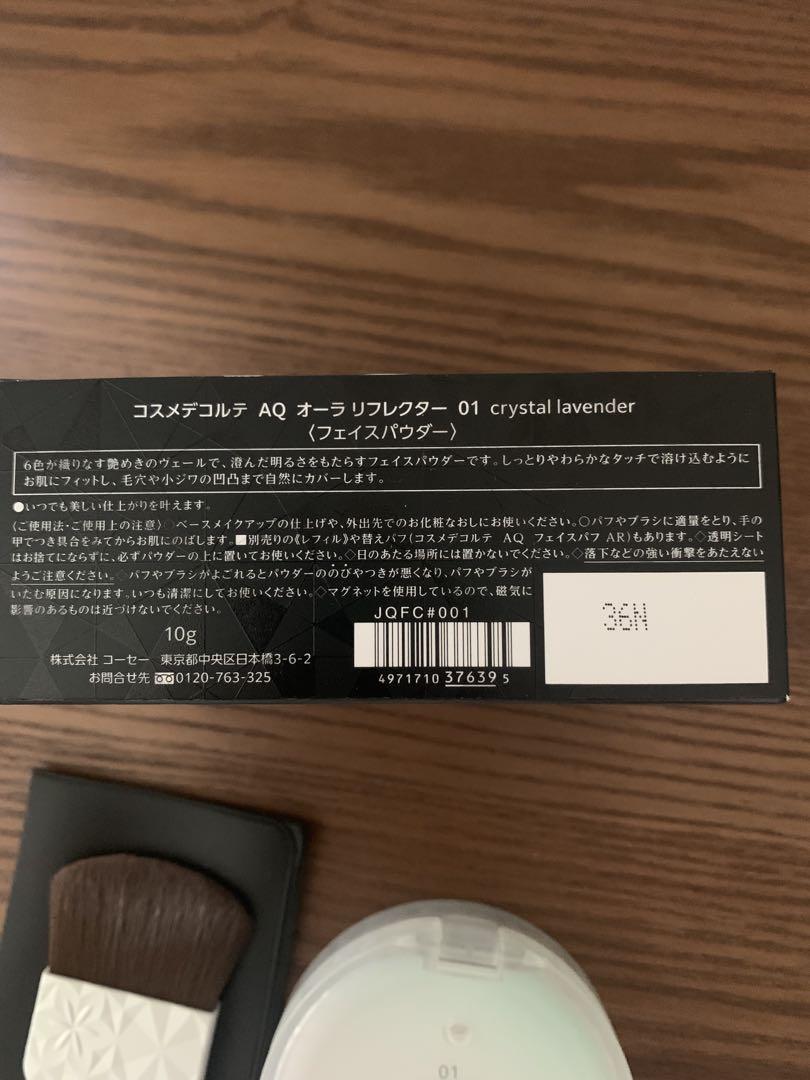 コスメデコルテ AQ オーラ リフレクター 01 crystal lavender
〈フェイスパウダー〉
6色が織りなす艶めきのヴェールで、澄んだ明るさをもたらすフェイスパウダーです。しっとりやわらかなタッチで溶け込むように
お肌にフィットし、毛穴や小ジワの凹凸まで自然にカバーします。
●いつでも美しい仕上がりを叶えます。
〈ご使用法・ご使用上の注意〉○ベースメイクアップの仕上げや、外出先でのお化粧なおしにお使いください。○パフやブラシに適量をとり、手の
甲でつき具合をみてからお肌にのばします。■別売りの《レフィル》や替えパフ(コスメデコルテ AQ フェイスパフ AR)もあります。◇透明シート
はお捨てにならずに、必ずパウダーの上に置いてお使いください。◇日のあたる場所には置かないでください。◇落下などの強い衝撃をあたえない
ようご注意ください。◇パフやブラシがよごれるとパウダーののびやつきが悪くなり、パフやブラシが
いたむ原因になります。いつも清潔にしてお使いください。◇マグネットを使用しているので、磁気に
影響のあるものは近づけないでください。
JQFC#001
10g
36N
株式会社 コーセー 東京都中央区日本橋3-6-2
お問合せ先 0120-763-325
4971710 37639 5
01